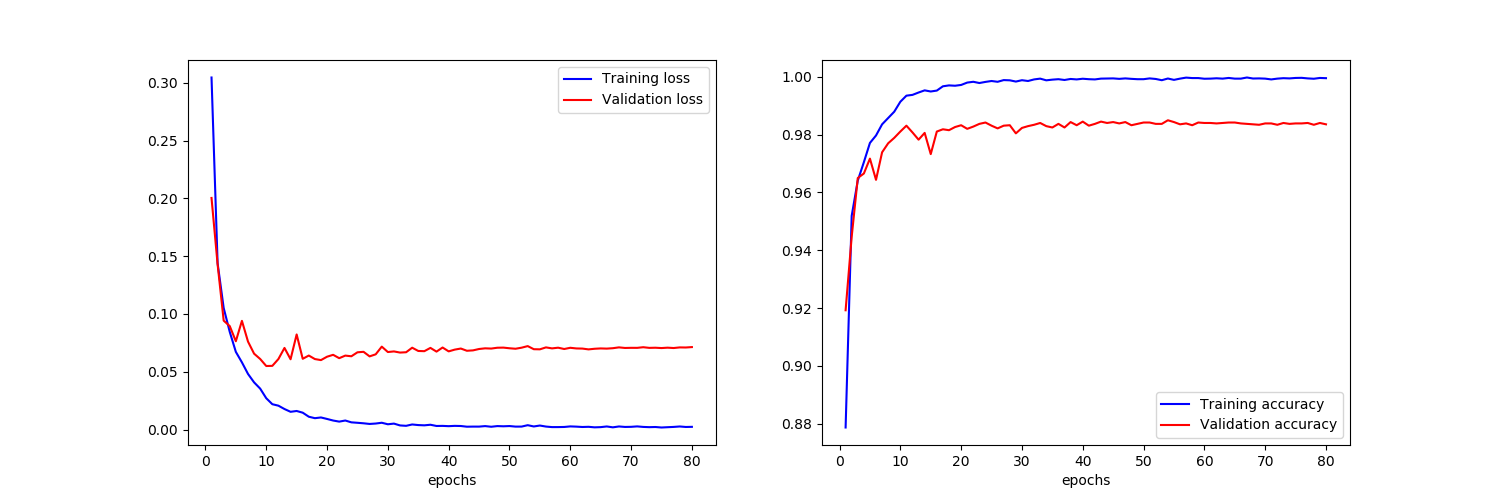 0.30
0.25
0.20
0.15
0.10
0.05
0.00
0 10 20 30 40 50 60 70 80
epochs
Training loss
Validation loss
1.00
0.98
0.96
0.94
0.92
0.90
0.88
0 10 20 30 40 50 60 70 80
epochs
Training accuracy
Validation accuracy